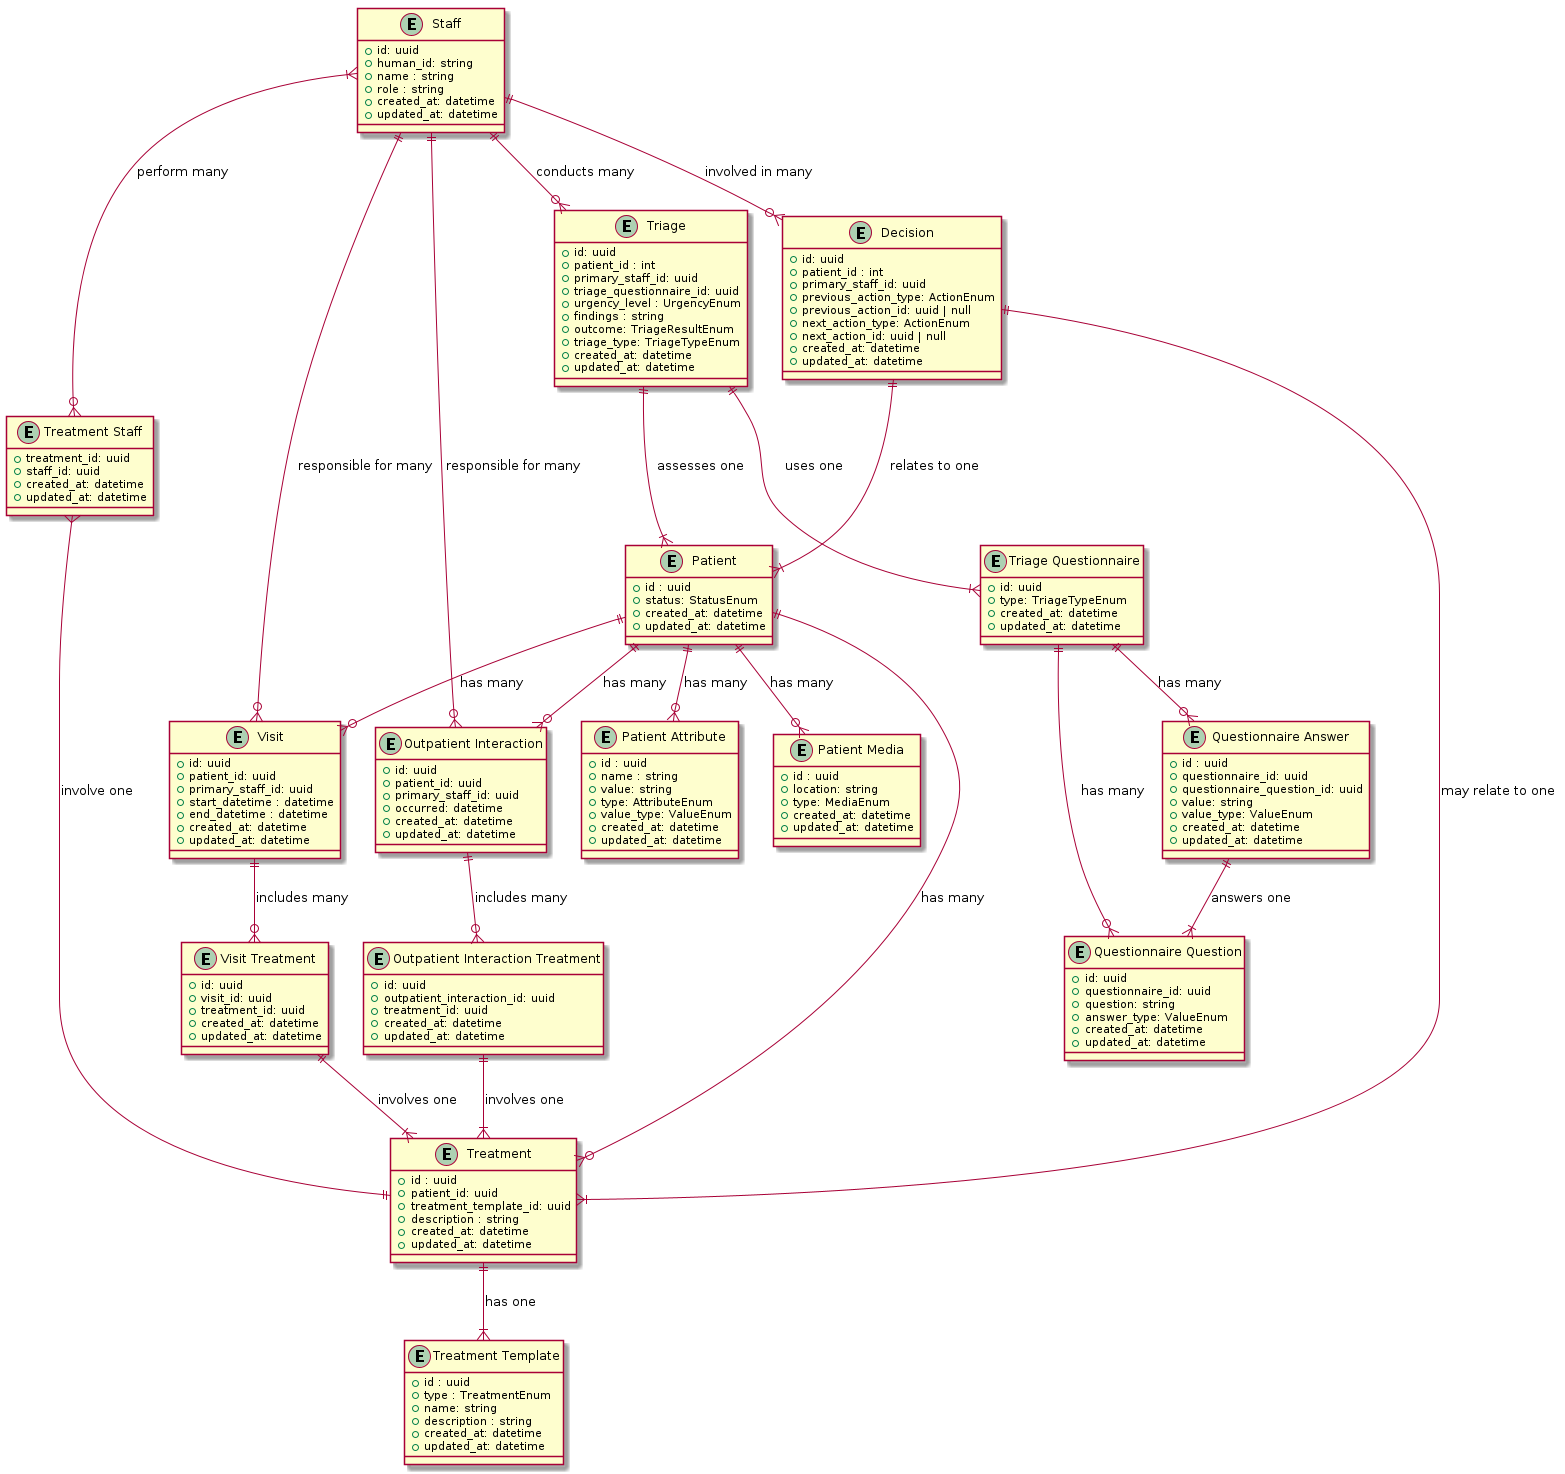 E Staff
id: uuid
human_id: string
name : string
role : string
created_at: datetime
updated_at: datetime
perform many
conducts many
involved in many
E Triage
id: uuid
patient_id : int
primary_staff_id: uuid
triage_questionnaire_id: uuid
urgency_level : UrgencyEnum
findings : string
outcome: TriageResultEnum
triage_type: TriageTypeEnum
created_at: datetime
updated_at: datetime
E Decision
id: uuid
patient_id : int
primary_staff_id: uuid
previous_action_type: ActionEnum
previous_action_id: uuid | null
next_action_type: ActionEnum
next_action_id: uuid | null
created_at: datetime
updated_at: datetime
E Treatment Staff
treatment_id: uuid
staff_id: uuid
created_at: datetime
updated_at: datetime
responsible for many
responsible for many
assesses one
uses one
relates to one
E Patient
id : uuid
status: StatusEnum
created_at: datetime
updated_at: datetime
E Triage Questionnaire
id: uuid
type: TriageTypeEnum
created_at: datetime
updated_at: datetime
has many
has many
has many
has many
has many
E Visit
id: uuid
patient_id: uuid
primary_staff_id: uuid
start_datetime : datetime
end_datetime : datetime
created_at: datetime
updated_at: datetime
E Outpatient Interaction
id: uuid
patient_id: uuid
primary_staff_id: uuid
occurred: datetime
created_at: datetime
updated_at: datetime
E Patient Attribute
id : uuid
name : string
value: string
type: AttributeEnum
value_type: ValueEnum
created_at: datetime
updated_at: datetime
E Patient Media
id : uuid
location: string
type: MediaEnum
created_at: datetime
updated_at: datetime
E Questionnaire Answer
id : uuid
questionnaire_id: uuid
questionnaire_question_id: uuid
value: string
value_type: ValueEnum
created_at: datetime
updated_at: datetime
involve one
has many
may relate to one
includes many
includes many
has many
answers one
E Visit Treatment
id: uuid
visit_id: uuid
treatment_id: uuid
created_at: datetime
updated_at: datetime
E Outpatient Interaction Treatment
id: uuid
outpatient_interaction_id: uuid
treatment_id: uuid
created_at: datetime
updated_at: datetime
E Questionnaire Question
id: uuid
questionnaire_id: uuid
question: string
answer_type: ValueEnum
created_at: datetime
updated_at: datetime
involves one
involves one
E Treatment
id : uuid
patient_id: uuid
treatment_template_id: uuid
description : string
created_at: datetime
updated_at: datetime
has one
E Treatment Template
id : uuid
type : TreatmentEnum
name: string
description : string
created_at: datetime
updated_at: datetime